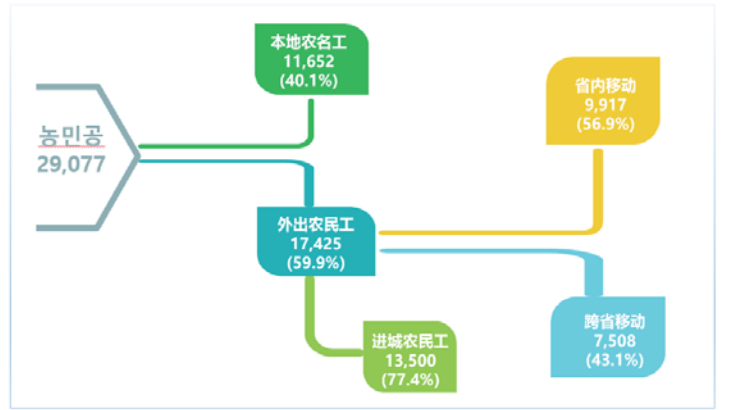 농민공
29,077
本地农名工
11,652
(40.1%)
外出农民工
17,425
(59.9%)
进城农民工
13,500
(77.4%)
省内移动
9,917
(56.9%)
跨省移动
7,508
(43.1%)